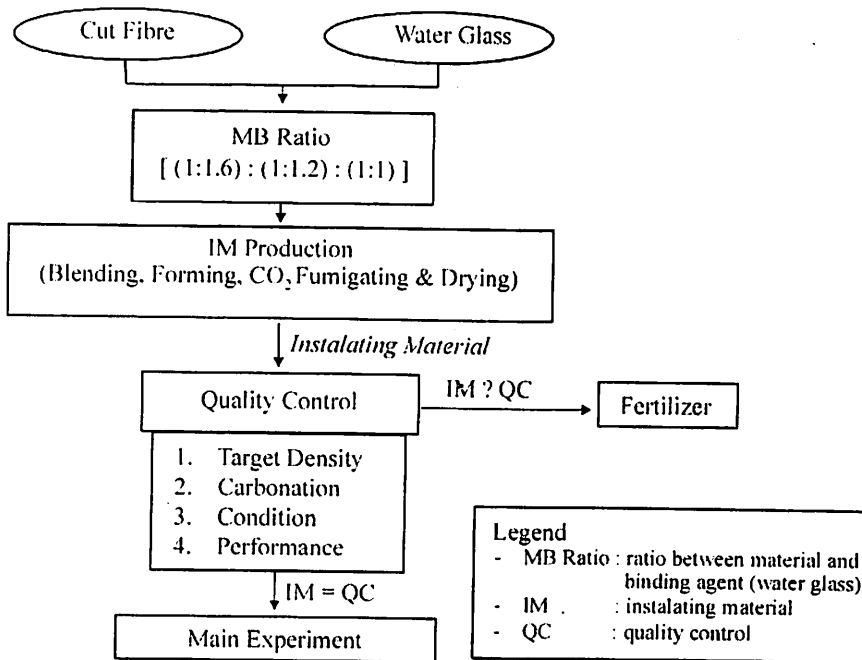 Cut Fibre
Water Glass
MB Ratio
[ (1:1.6) : (1:1.2) : (1:1) ]
IM Production
(Blending, Forming, CO2 Fumigating & Drying)
Instalating Material
Quality Control
IM ? QC
Fertilizer
1. Target Density
2. Carbonation
3. Condition
4. Performance
IM = QC
Main Experiment
Legend
- MB Ratio : ratio between material and
binding agent (water glass)
- IM : instalating material
- QC : quality control